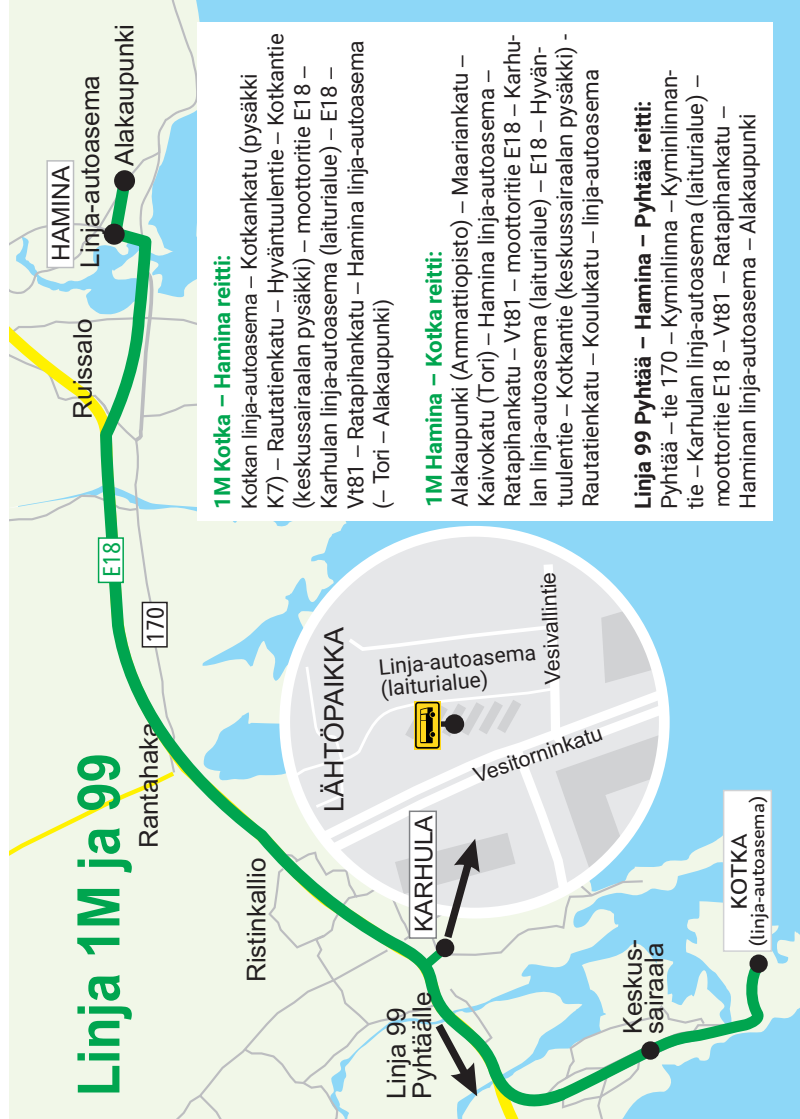 Linja 1M ja 99
HAMINA
Linja-autoasema
Alakaupunki
Ruissalo
E18
170
Rantahaka
Ristinkallio
KARHULA
Linja 99
Pyhtäälle
Keskus-
sairaala
KOTKA
(linja-autoasema)
LÄHTÖPAIKKA
Linja-autoasema
(laiturialue)
Vesivallintie
Vesitorninkatu
1M Kotka – Hamina reitti:
Kotkan linja-autoasema – Kotkankatu (pysäkki
K7) – Rautatienkatu – Hyväntuulentie – Kotkantie
(keskussairaalan pysäkki) – moottoritie E18 –
Karhulan linja-autoasema (laiturialue) – E18 –
Vt81 – Ratapihankatu – Hamina linja-autoasema
(– Tori – Alakaupunki)
1M Hamina – Kotka reitti:
Alakaupunki (Ammattiopisto) – Maariankatu –
Kaivokatu (Tori) – Hamina linja-autoasema –
Ratapihankatu – Vt81 – moottoritie E18 – Karhu-
lan linja-autoasema (laiturialue) – E18 – Hyvän-
tuulentie – Kotkantie (keskussairaalan pysäkki) -
Rautatienkatu – Koulukatu – linja-autoasema
Linja 99 Pyhtää – Hamina – Pyhtää reitti:
Pyhtää – tie 170 – Kyminlinna – Kyminlinnan-
tie – Karhulan linja-autoasema (laiturialue) –
moottoritie E18 – Vt81 – Ratapihankatu –
Haminan linja-autoasema – Alakaupunki